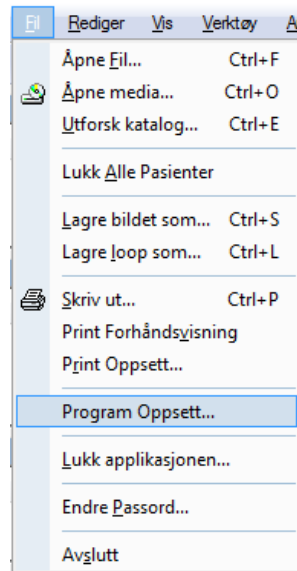 Fil Rediger Vis Verktøy
Åpne Fil... Ctrl+F
Åpne media... Ctrl+O
Utforsk katalog... Ctrl+E
Lukk Alle Pasienter
Lagre bildet som... Ctrl+S
Lagre loop som... Ctrl+L
Skriv ut... Ctrl+P
Print Forhåndsvisning
Print Oppsett...
Program Oppsett...
Lukk applikasjonen...
Endre Passord...
Avslutt